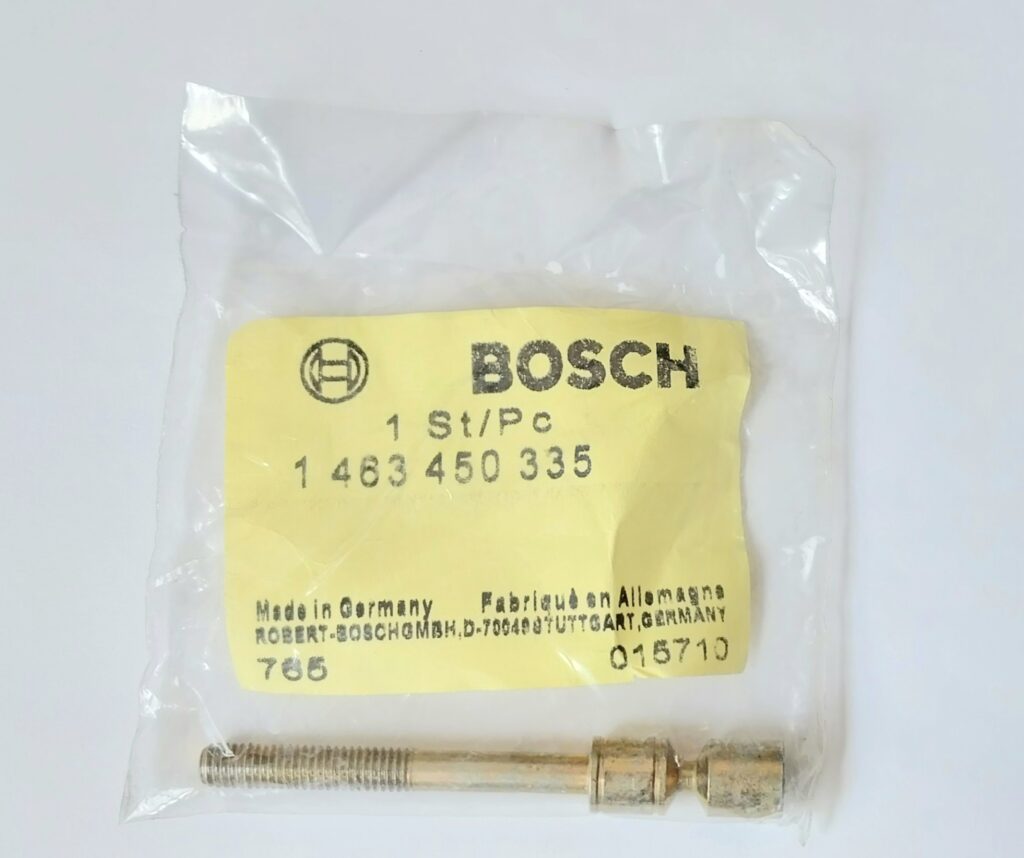 BOSCH
1 St/Pc
1 463 450 335
Made in Germany Fabriqué en Allemagne
ROBERT-BOSCHGMBH,D-70049STUTTGART,GERMANY
765 015710